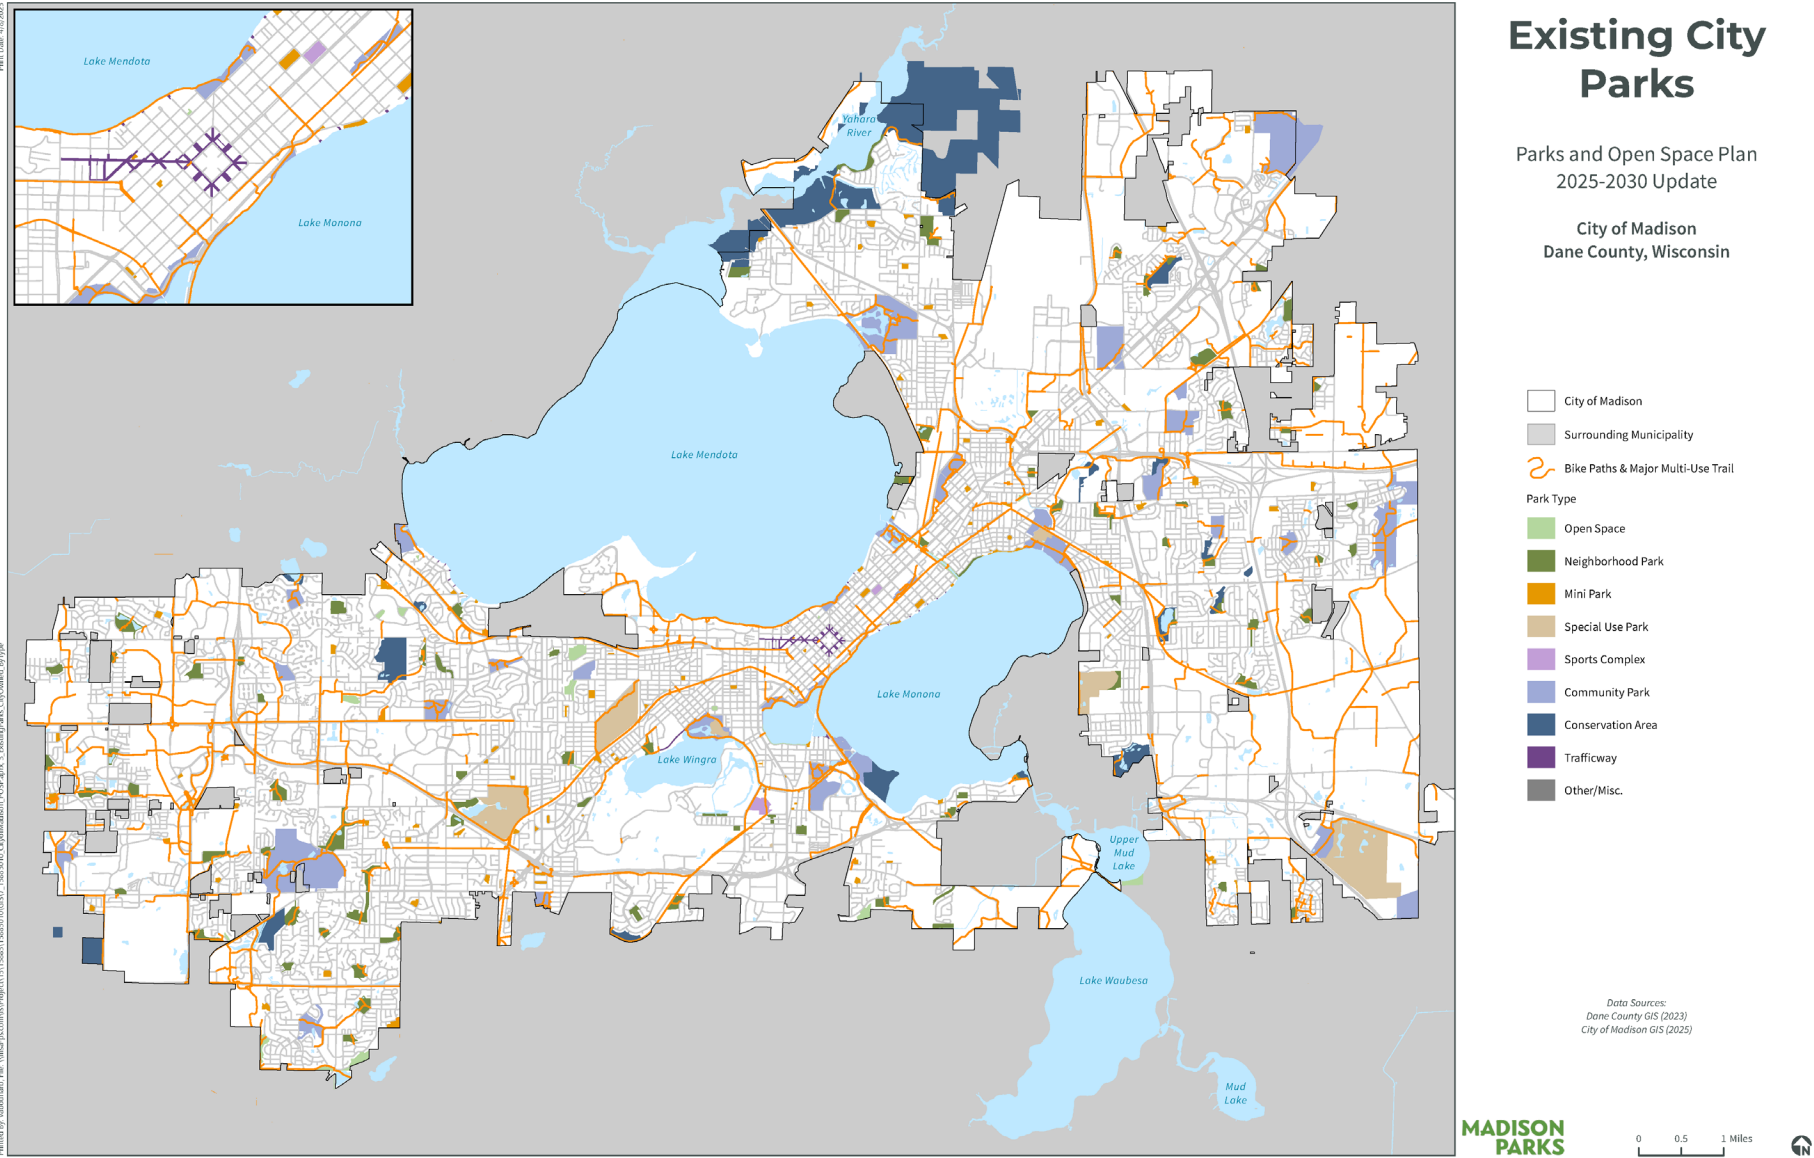 Existing City
Parks
Parks and Open Space Plan
2025-2030 Update
City of Madison
Dane County, Wisconsin
City of Madison
Surrounding Municipality
Bike Paths & Major Multi-Use Trail
Park Type
Open Space
Neighborhood Park
Mini Park
Special Use Park
Sports Complex
Community Park
Conservation Area
Trafficway
Other/Misc.
Data Sources:
Dane County GIS (2023)
City of Madison GIS (2025)
MADISON
PARKS
0 0.5 1 Miles
N
Lake Mendota
Lake Monona
Yahara
River
Lake Mendota
Lake Monona
Lake Wingra
Upper
Mud
Lake
Lake Waubesa
Mud
Lake